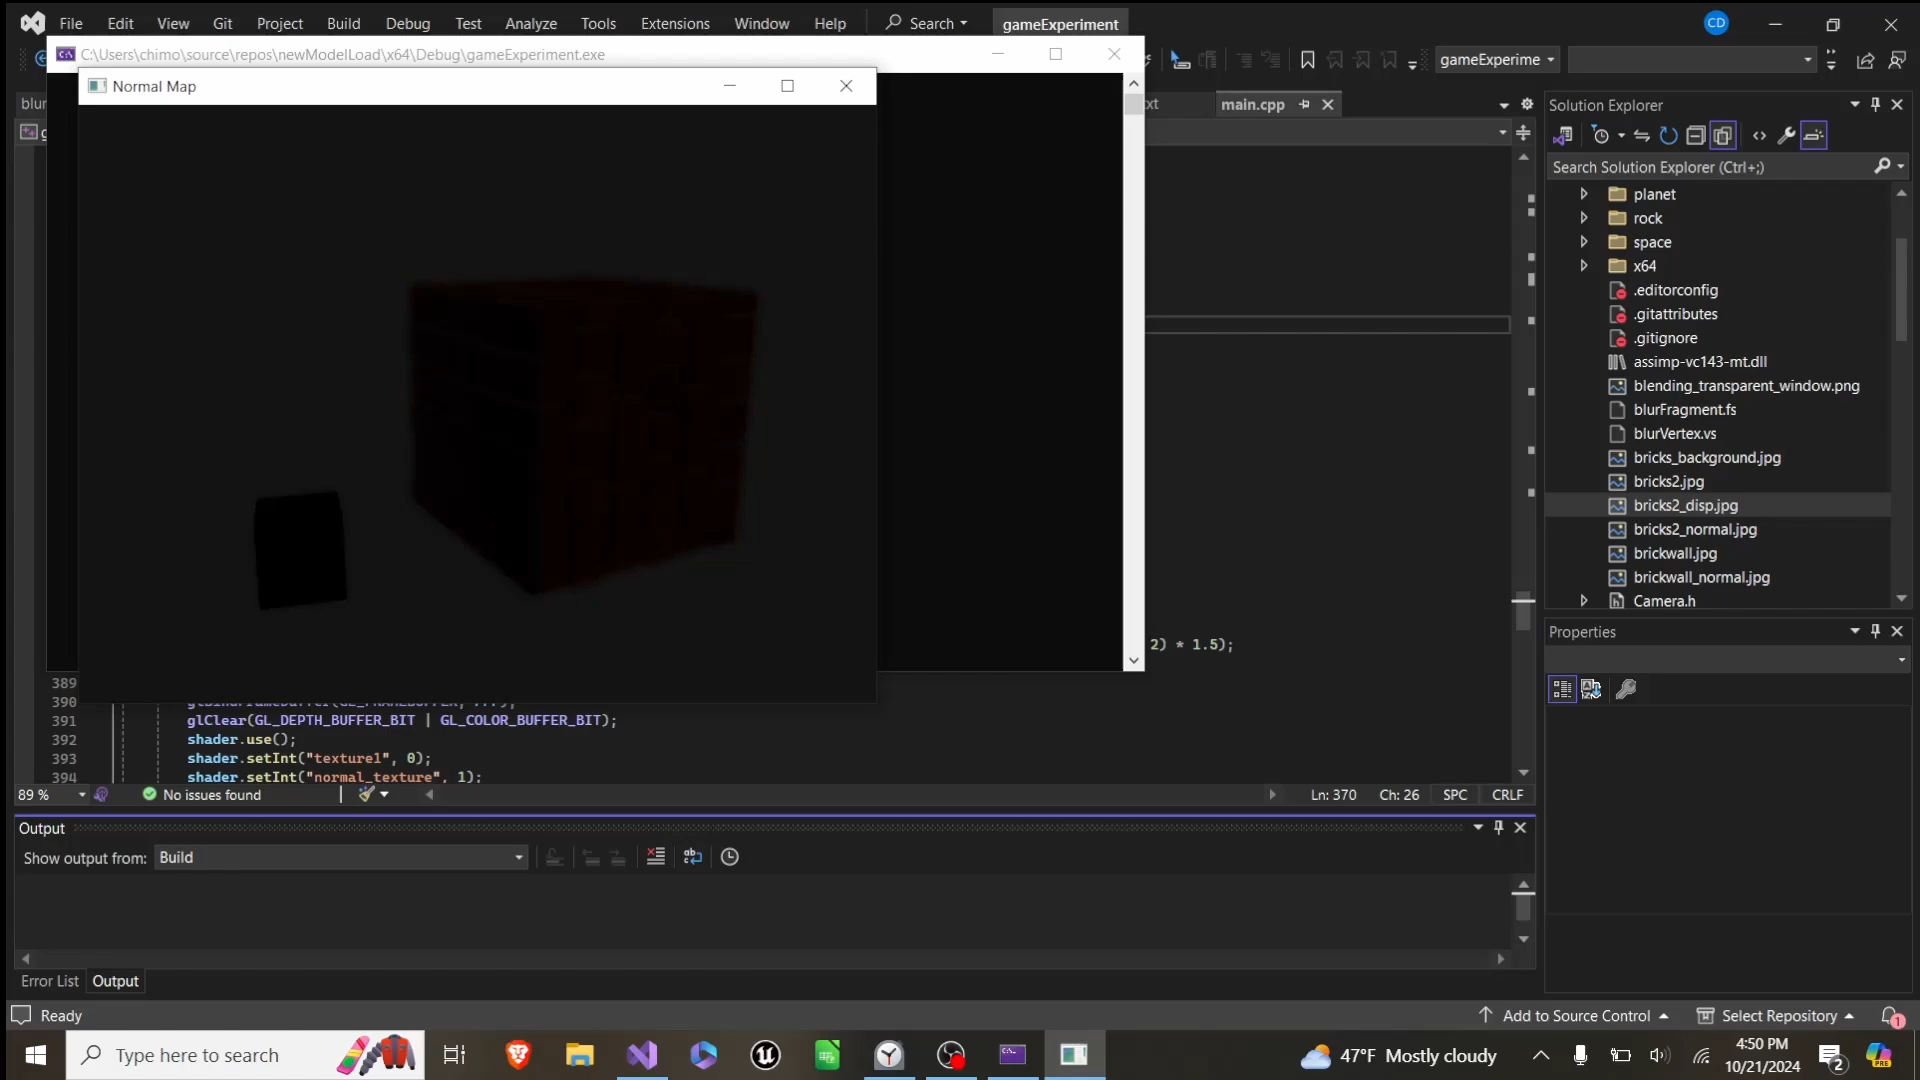 File Edit View Git Project Build Debug Test Analyze Tools Extensions Window Help Search gameExperiment CD
C:\Users\chimo\source\repos\newModelLoad\x64\Debug\gameExperiment.exe
gameExperime
Normal Map
blur
xt main.cpp
Solution Explorer
g
Search Solution Explorer (Ctrl+;)
planet
rock
space
x64
.editorconfig
.gitattributes
.gitignore
assimp-vc143-mt.dll
blending_transparent_window.png
blurFragment.fs
blurVertex.vs
bricks_background.jpg
bricks2.jpg
bricks2_disp.jpg
bricks2_normal.jpg
brickwall.jpg
brickwall_normal.jpg
Camera.h
Properties
2) * 1.5);
389
390
391 glClear(GL_DEPTH_BUFFER_BIT | GL_COLOR_BUFFER_BIT);
392 shader.use();
393 shader.setInt("texture1", 0);
394 shader.setInt("normal_texture", 1);
89 % No issues found Ln: 370 Ch: 26 SPC CRLF
Output
Show output from: Build
Error List Output
Ready Add to Source Control Select Repository 1
Type here to search 47°F Mostly cloudy 4:50 PM
10/21/2024 2
PRE